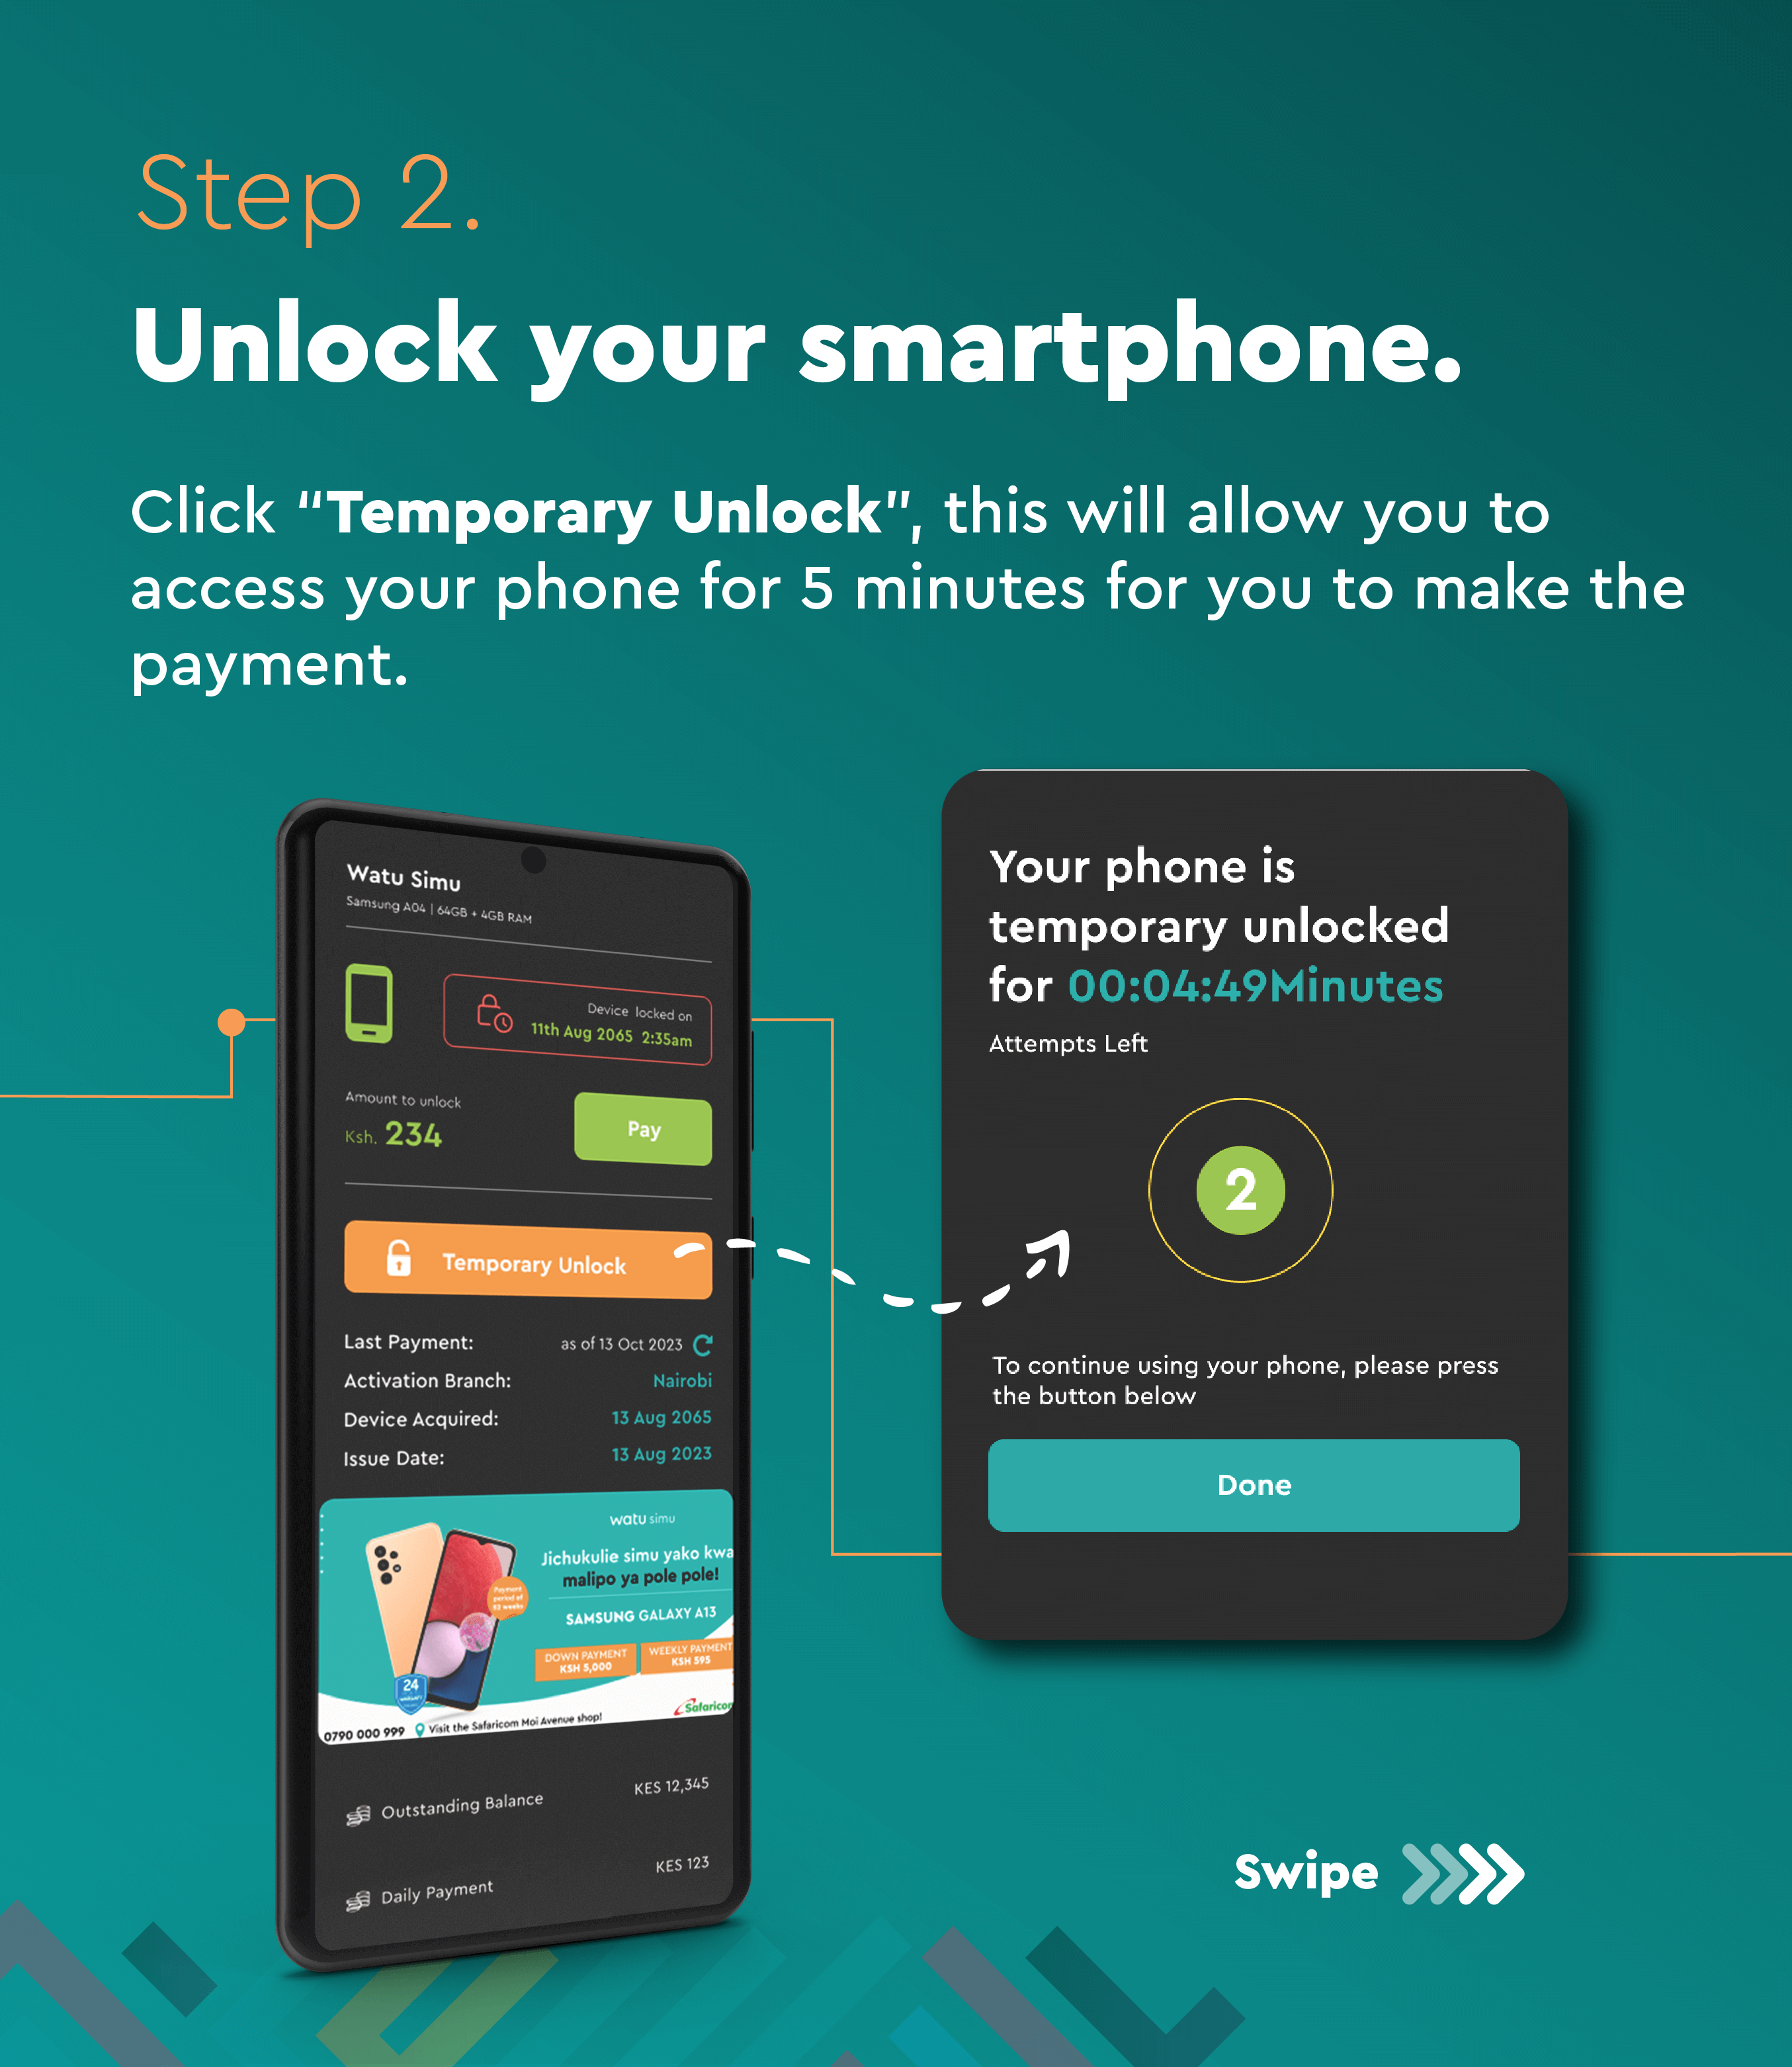 Step 2.
Unlock your smartphone.
Click “Temporary Unlock”, this will allow you to
access your phone for 5 minutes for you to make the
payment.
Watu Simu
Samsung A04 | 64GB + 4GB RAM
Device locked on
11th Aug 2065 2:35am
Amount to unlock
Ksh. 234
Pay
Temporary Unlock
Last Payment: as of 13 Oct 2023
Activation Branch: Nairobi
Device Acquired: 13 Aug 2065
Issue Date: 13 Aug 2023
watu simu
Jichukulie simu yako kwa
malipo ya pole pole!
Payment
period of
52 weeks
SAMSUNG GALAXY A13
DOWN PAYMENT
KSH 5,000
WEEKLY PAYMENT
KSH 595
24
Safaricom
0790 000 999 Visit the Safaricom Moi Avenue shop!
Outstanding Balance KES 12,345
Daily Payment KES 123
Your phone is
temporary unlocked
for 00:04:49Minutes
Attempts Left
2
To continue using your phone, please press
the button below
Done
Swipe